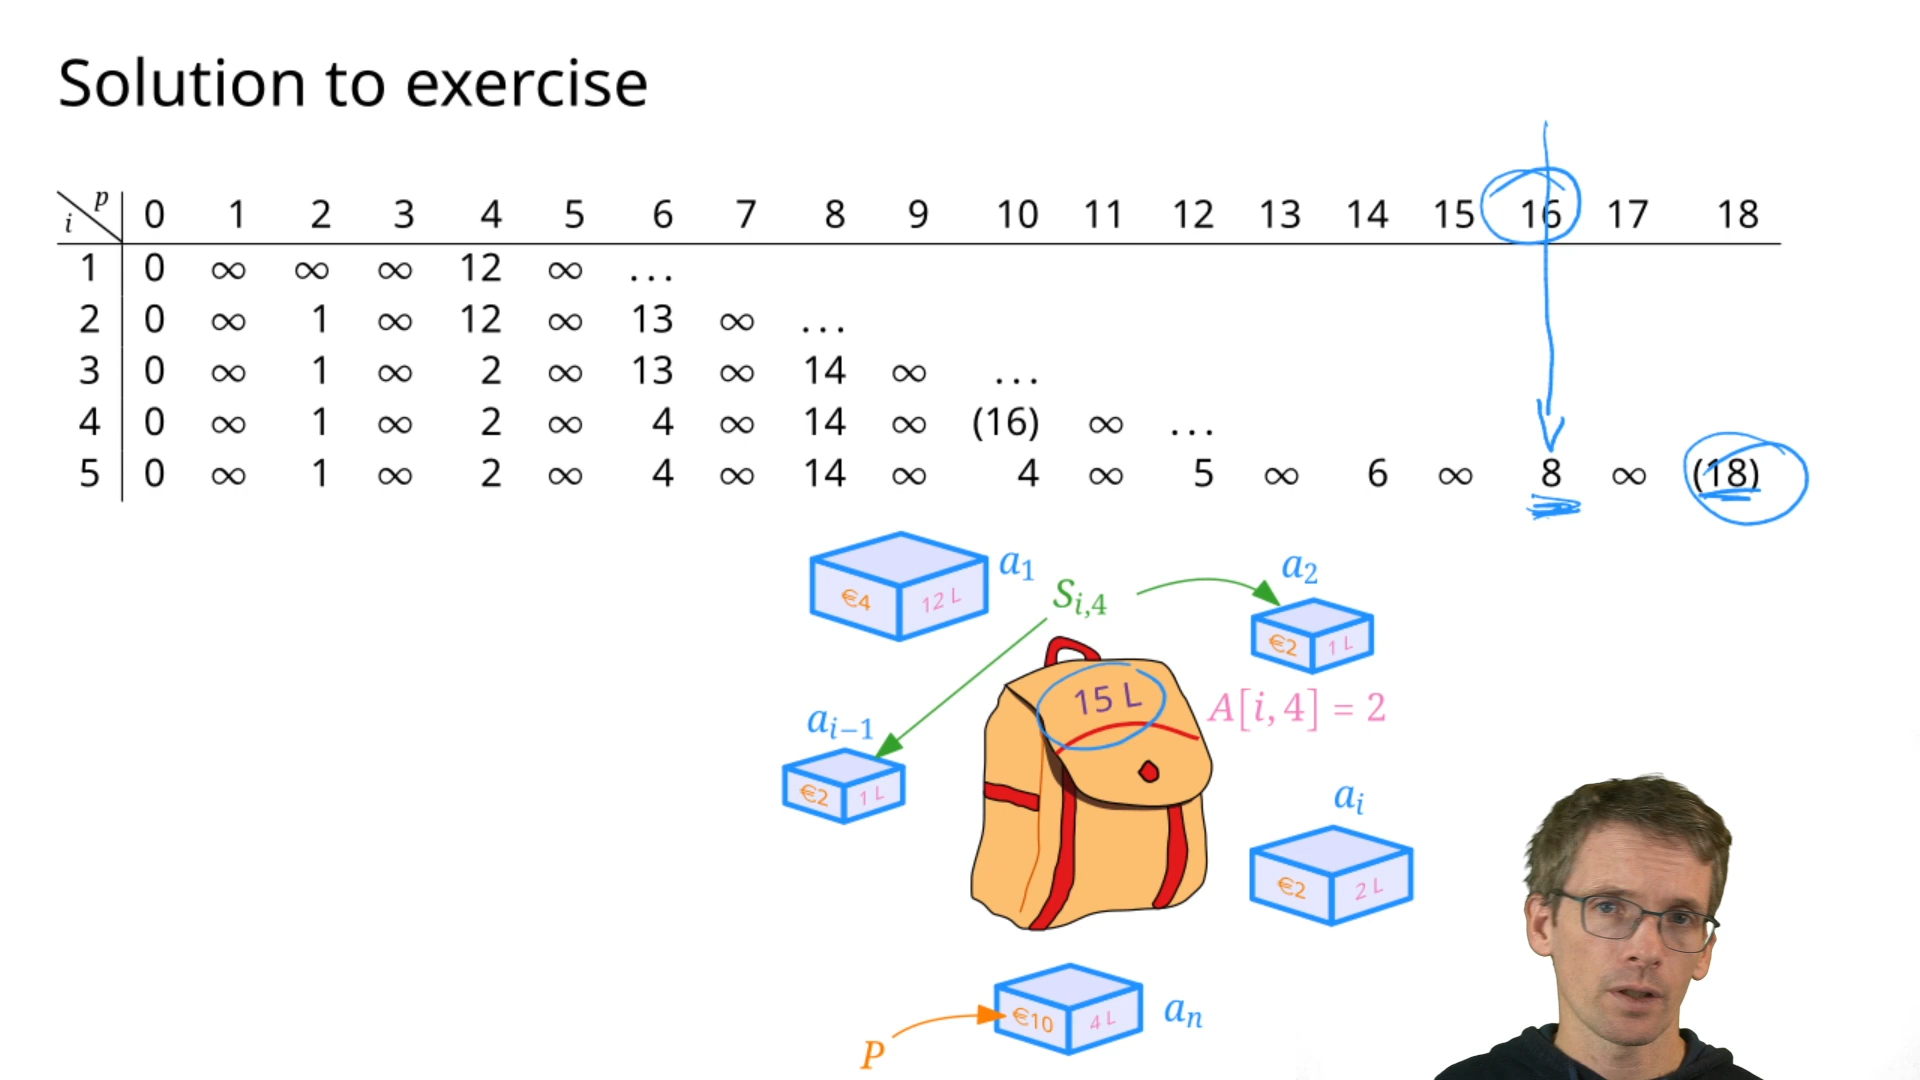 Solution to exercise
i p 0 1 2 3 4 5 6 7 8 9 10 11 12 13 14 15 16 17 18
1 0 ∞ ∞ ∞ 12 ∞ ...
2 0 ∞ 1 ∞ 12 ∞ 13 ∞ ...
3 0 ∞ 1 ∞ 2 ∞ 13 ∞ 14 ∞ ...
4 0 ∞ 1 ∞ 2 ∞ 4 ∞ 14 ∞ (16) ∞ ...
5 0 ∞ 1 ∞ 2 ∞ 4 ∞ 14 ∞ 4 ∞ 5 ∞ 6 ∞ 8 ∞ (18)
a₁
€4 12 L
Sᵢ,₄
a₂
€2 1 L
15 L
A[i, 4] = 2
aᵢ₋₁
€2 1 L
aᵢ
€2 2 L
aₙ
€10 4 L
P